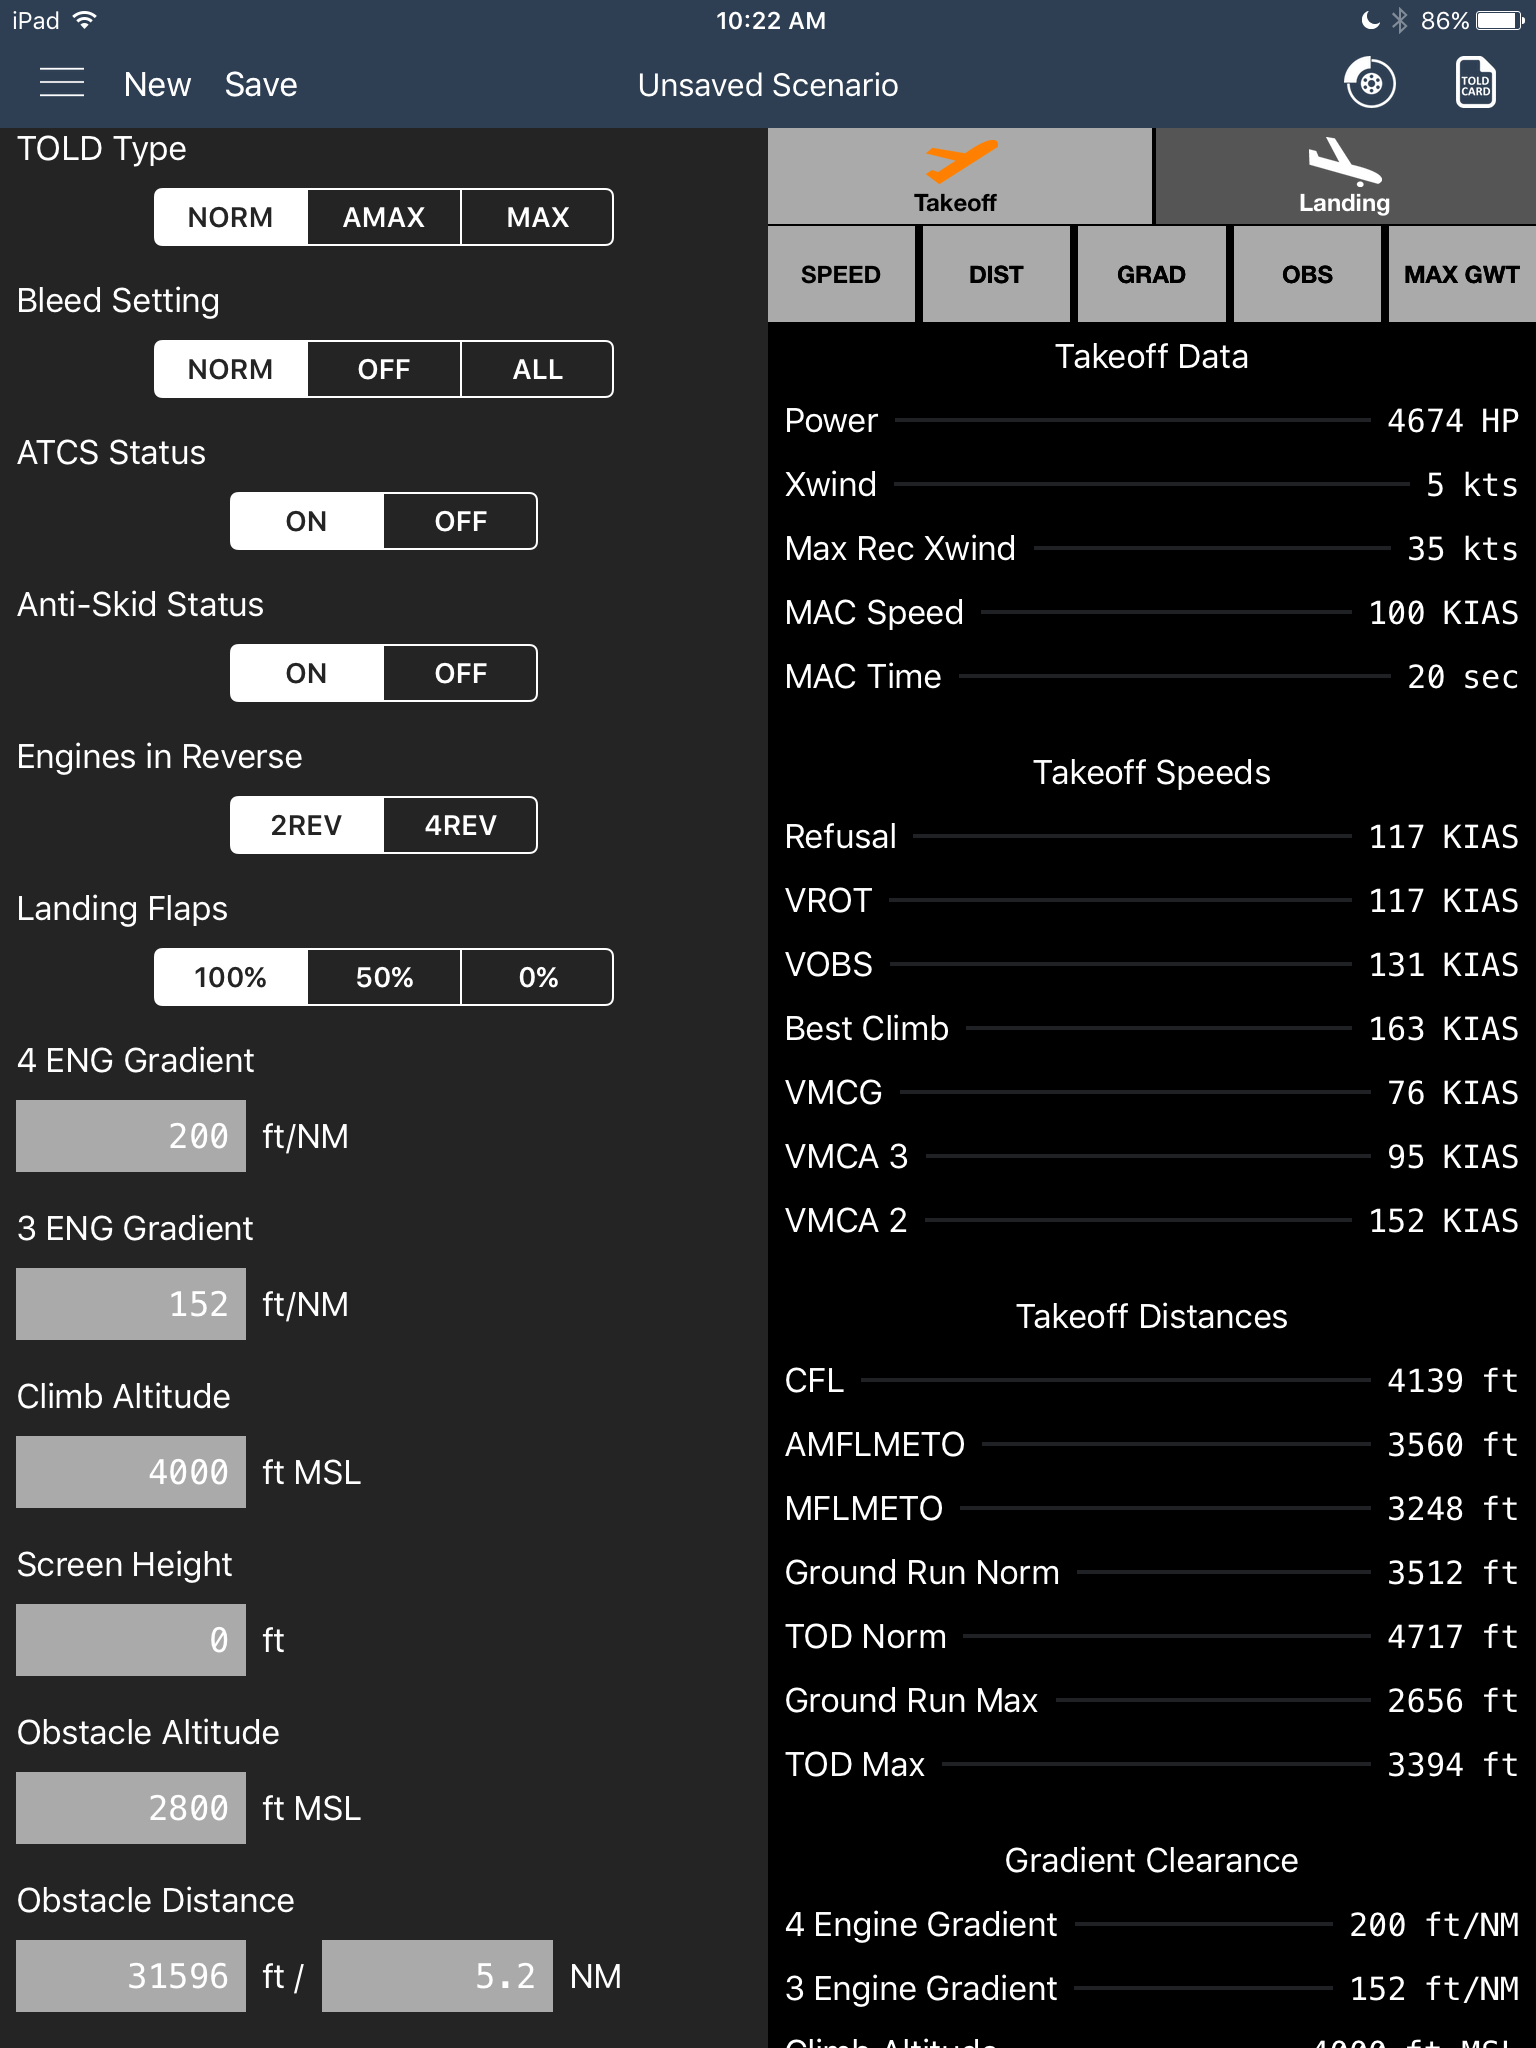 iPad 10:22 AM 86%
New Save Unsaved Scenario TOLD CARD
TOLD Type
NORM AMAX MAX
Bleed Setting
NORM OFF ALL
ATCS Status
ON OFF
Anti-Skid Status
ON OFF
Engines in Reverse
2REV 4REV
Landing Flaps
100% 50% 0%
4 ENG Gradient
200 ft/NM
3 ENG Gradient
152 ft/NM
Climb Altitude
4000 ft MSL
Screen Height
0 ft
Obstacle Altitude
2800 ft MSL
Obstacle Distance
31596 ft / 5.2 NM
Takeoff Landing
SPEED DIST GRAD OBS MAX GWT
Takeoff Data
Power 4674 HP
Xwind 5 kts
Max Rec Xwind 35 kts
MAC Speed 100 KIAS
MAC Time 20 sec
Takeoff Speeds
Refusal 117 KIAS
VROT 117 KIAS
VOBS 131 KIAS
Best Climb 163 KIAS
VMCG 76 KIAS
VMCA 3 95 KIAS
VMCA 2 152 KIAS
Takeoff Distances
CFL 4139 ft
AMFLMETO 3560 ft
MFLMETO 3248 ft
Ground Run Norm 3512 ft
TOD Norm 4717 ft
Ground Run Max 2656 ft
TOD Max 3394 ft
Gradient Clearance
4 Engine Gradient 200 ft/NM
3 Engine Gradient 152 ft/NM
Climb Altitude 4000 ft MSL